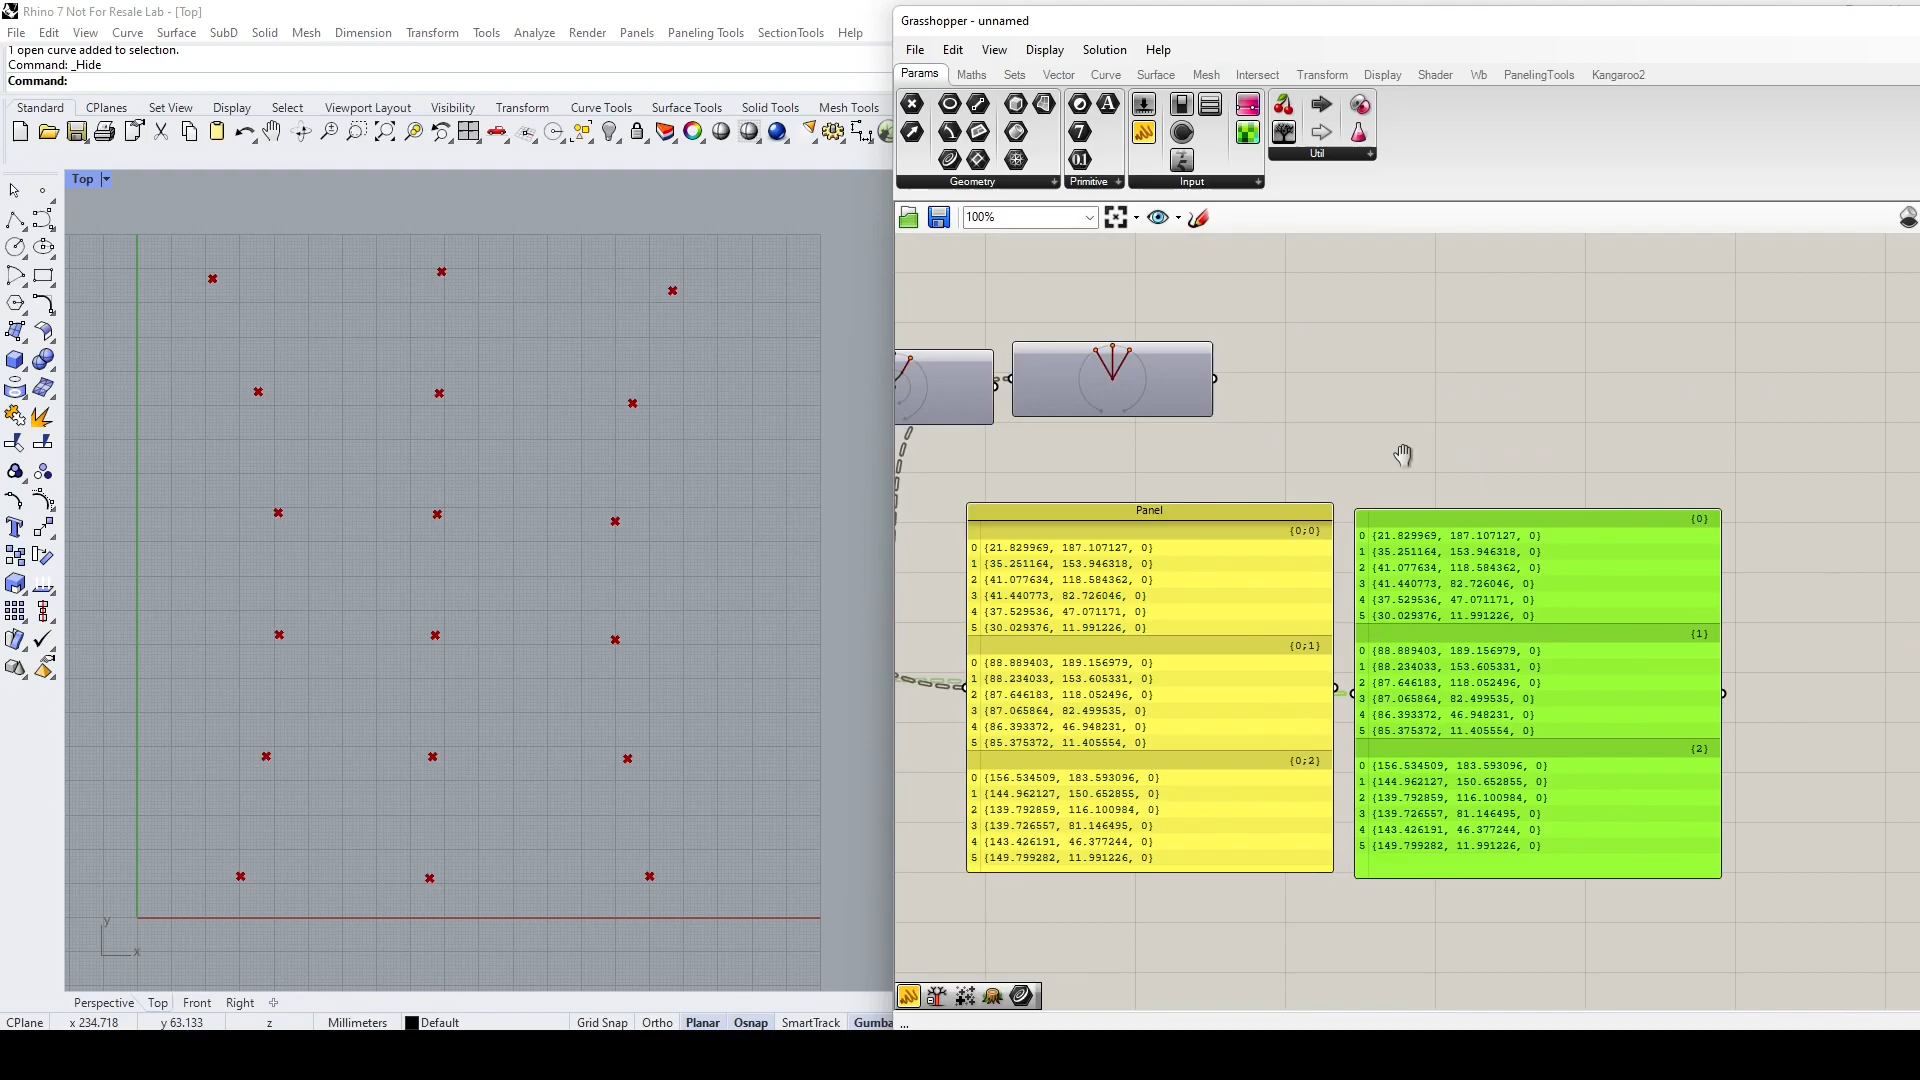 Rhino 7 Not For Resale Lab - [Top]
File Edit View Curve Surface SubD Solid Mesh Dimension Transform Tools Analyze Render Panels Paneling Tools SectionTools Help
1 open curve added to selection.
Command: _Hide
Command:
Standard CPlanes Set View Display Select Viewport Layout Visibility Transform Curve Tools Surface Tools Solid Tools Mesh Tools
Top
y
x
Perspective Top Front Right
CPlane x 234.718 y 63.133 z Millimeters Default Grid Snap Ortho Planar Osnap SmartTrack Gumba
Grasshopper - unnamed
File Edit View Display Solution Help
Params Maths Sets Vector Curve Surface Mesh Intersect Transform Display Shader Wb PanelingTools Kangaroo2
Geometry Primitive Input Util
100%
Panel
{0;0}
0 {21.829969, 187.107127, 0}
1 {35.251164, 153.946318, 0}
2 {41.077634, 118.584362, 0}
3 {41.440773, 82.726046, 0}
4 {37.529536, 47.071171, 0}
5 {30.029376, 11.991226, 0}
{0;1}
0 {88.889403, 189.156979, 0}
1 {88.234033, 153.605331, 0}
2 {87.646183, 118.052496, 0}
3 {87.065864, 82.499535, 0}
4 {86.393372, 46.948231, 0}
5 {85.375372, 11.405554, 0}
{0;2}
0 {156.534509, 183.593096, 0}
1 {144.962127, 150.652855, 0}
2 {139.792859, 116.100984, 0}
3 {139.726557, 81.146495, 0}
4 {143.426191, 46.377244, 0}
5 {149.799282, 11.991226, 0}
{0}
0 {21.829969, 187.107127, 0}
1 {35.251164, 153.946318, 0}
2 {41.077634, 118.584362, 0}
3 {41.440773, 82.726046, 0}
4 {37.529536, 47.071171, 0}
5 {30.029376, 11.991226, 0}
{1}
0 {88.889403, 189.156979, 0}
1 {88.234033, 153.605331, 0}
2 {87.646183, 118.052496, 0}
3 {87.065864, 82.499535, 0}
4 {86.393372, 46.948231, 0}
5 {85.375372, 11.405554, 0}
{2}
0 {156.534509, 183.593096, 0}
1 {144.962127, 150.652855, 0}
2 {139.792859, 116.100984, 0}
3 {139.726557, 81.146495, 0}
4 {143.426191, 46.377244, 0}
5 {149.799282, 11.991226, 0}
...